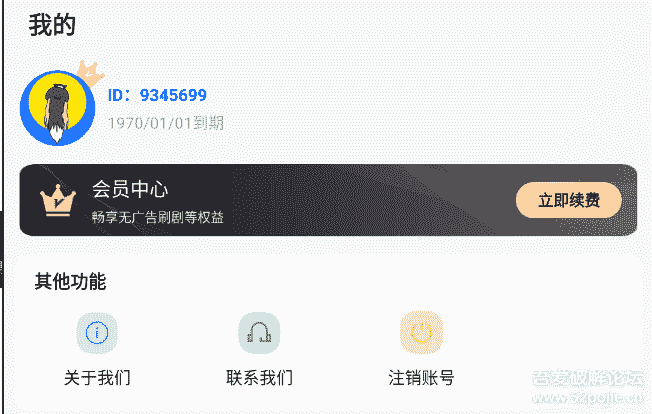 我的
ID：9345699
1970/01/01到期
会员中心
畅享无广告刷剧等权益
立即续费
其他功能
关于我们
联系我们
注销账号
吾爱破解论坛
www.52pojie.cn